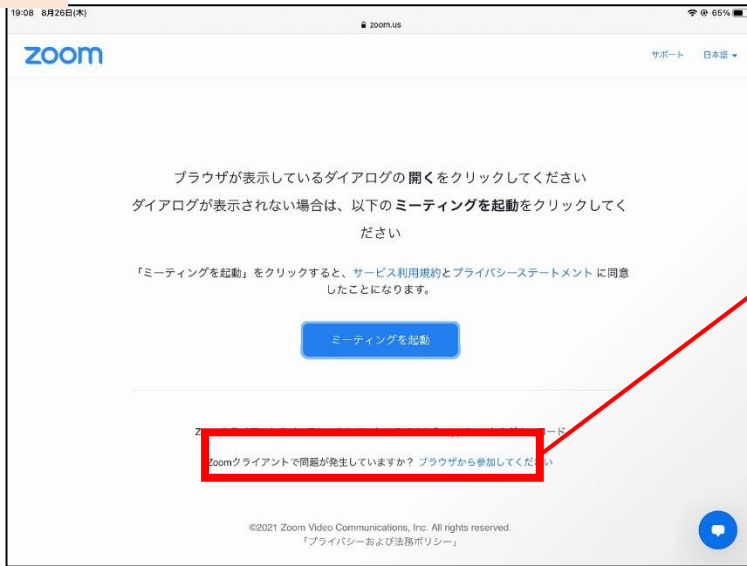 19:08 8月26日(木)
zoom.us
65%
zoom
サポート 日本語
ブラウザが表示しているダイアログの 開くをクリックしてください
ダイアログが表示されない場合は、以下の ミーティングを起動をクリックしてく
ださい
「ミーティングを起動」をクリックすると、サービス利用規約とプライバシーステートメント に同意
したことになります。
ミーティングを起動
Zoomクライアントで問題が発生していますか? ブラウザから参加してください
©2021 Zoom Video Communications, Inc. All rights reserved.
「プライバシーおよび法務ポリシー」